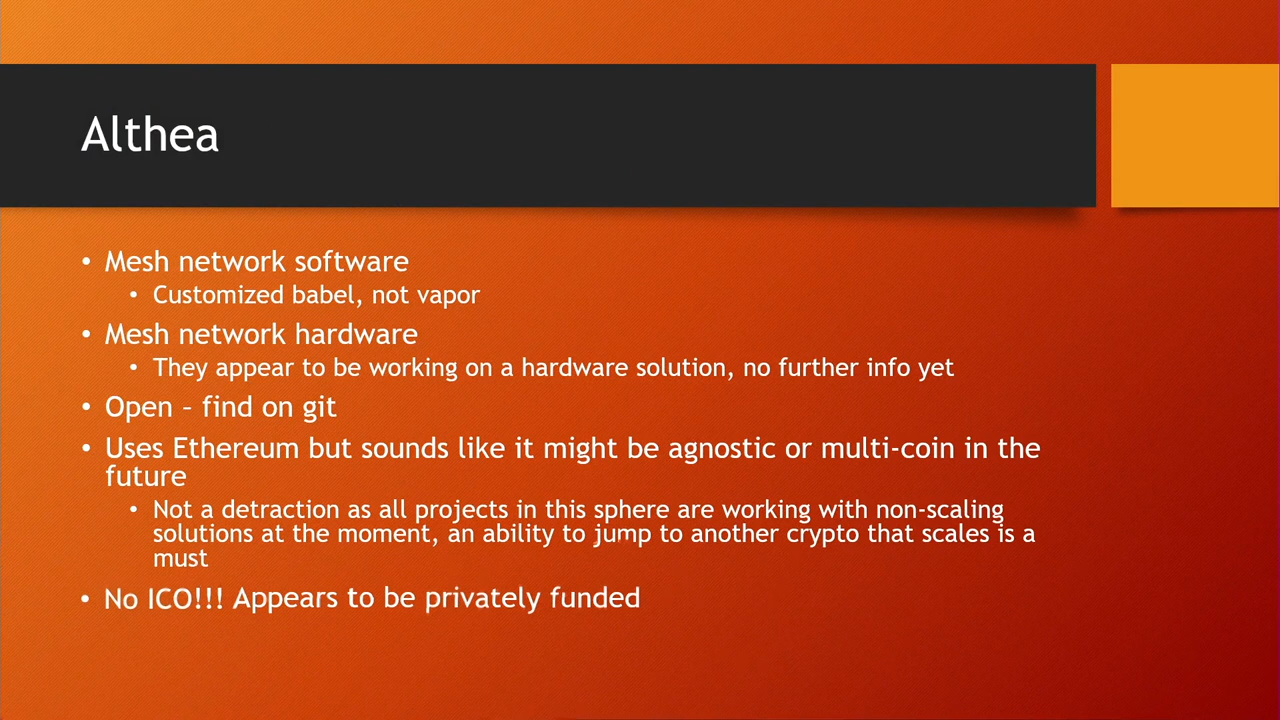 Althea
• Mesh network software
• Customized babel, not vapor
• Mesh network hardware
• They appear to be working on a hardware solution, no further info yet
• Open – find on git
• Uses Ethereum but sounds like it might be agnostic or multi-coin in the
future
• Not a detraction as all projects in this sphere are working with non-scaling
solutions at the moment, an ability to jump to another crypto that scales is a
must
• No ICO!!! Appears to be privately funded